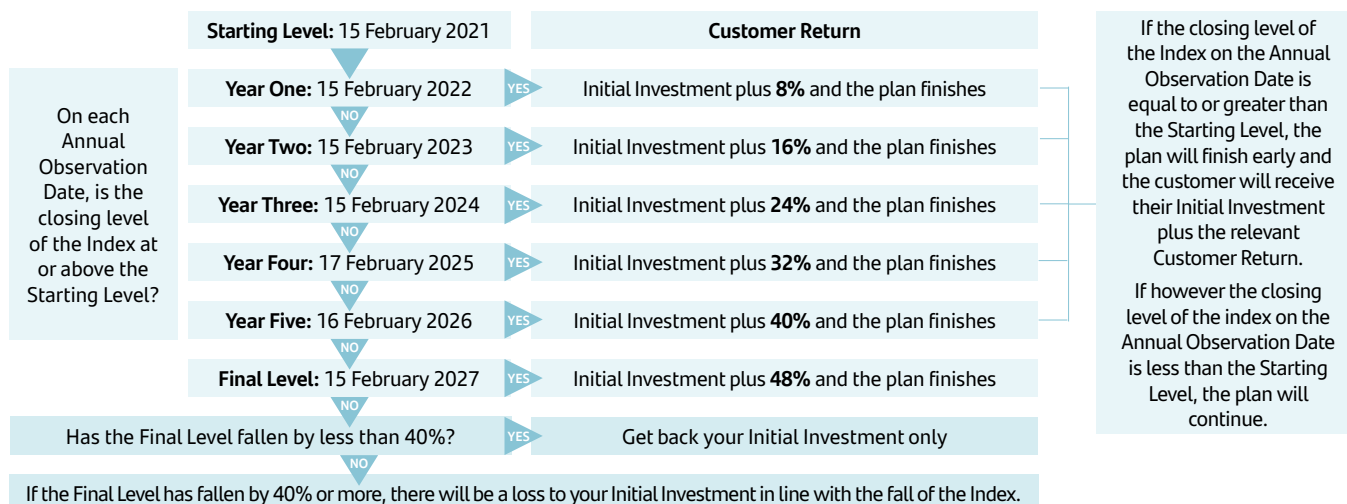 Starting Level: 15 February 2021
Customer Return
On each
Annual
Observation
Date, is the
closing level
of the Index at
or above the
Starting Level?
Year One: 15 February 2022
YES
Initial Investment plus 8% and the plan finishes
NO
Year Two: 15 February 2023
YES
Initial Investment plus 16% and the plan finishes
NO
Year Three: 15 February 2024
YES
Initial Investment plus 24% and the plan finishes
NO
Year Four: 17 February 2025
YES
Initial Investment plus 32% and the plan finishes
NO
Year Five: 16 February 2026
YES
Initial Investment plus 40% and the plan finishes
NO
Final Level: 15 February 2027
YES
Initial Investment plus 48% and the plan finishes
NO
Has the Final Level fallen by less than 40%?
YES
Get back your Initial Investment only
NO
If the Final Level has fallen by 40% or more, there will be a loss to your Initial Investment in line with the fall of the Index.
If the closing level of
the Index on the Annual
Observation Date is
equal to or greater than
the Starting Level, the
plan will finish early and
the customer will receive
their Initial Investment
plus the relevant
Customer Return.
If however the closing
level of the index on the
Annual Observation Date
is less than the Starting
Level, the plan will
continue.